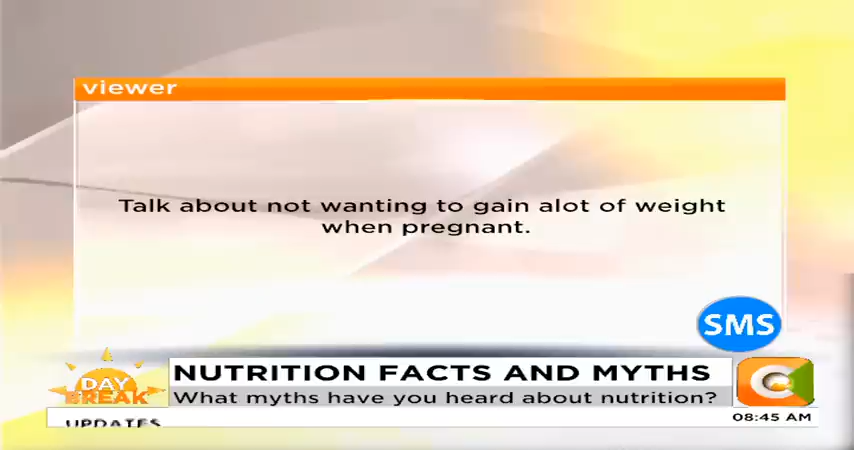 viewer
Talk about not wanting to gain alot of weight
when pregnant.
SMS
DAY
BREAK
NUTRITION FACTS AND MYTHS
What myths have you heard about nutrition?
08:45 AM
UPDATES